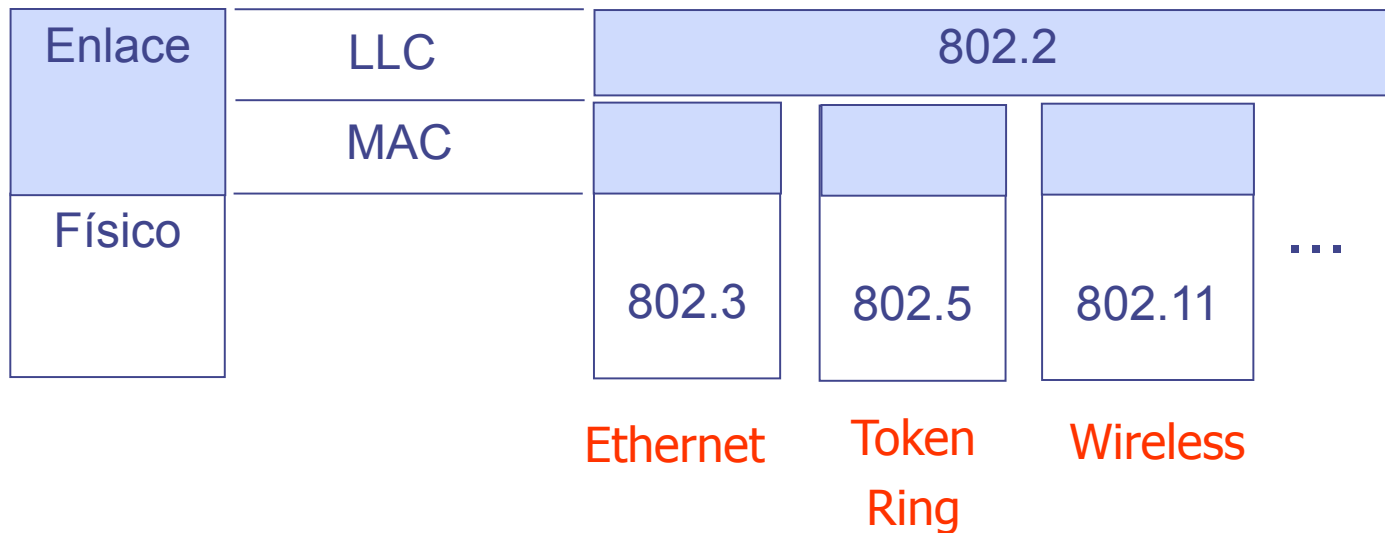 Enlace
LLC
802.2
MAC
Físico
...
802.3
802.5
802.11
Ethernet
Token
Ring
Wireless